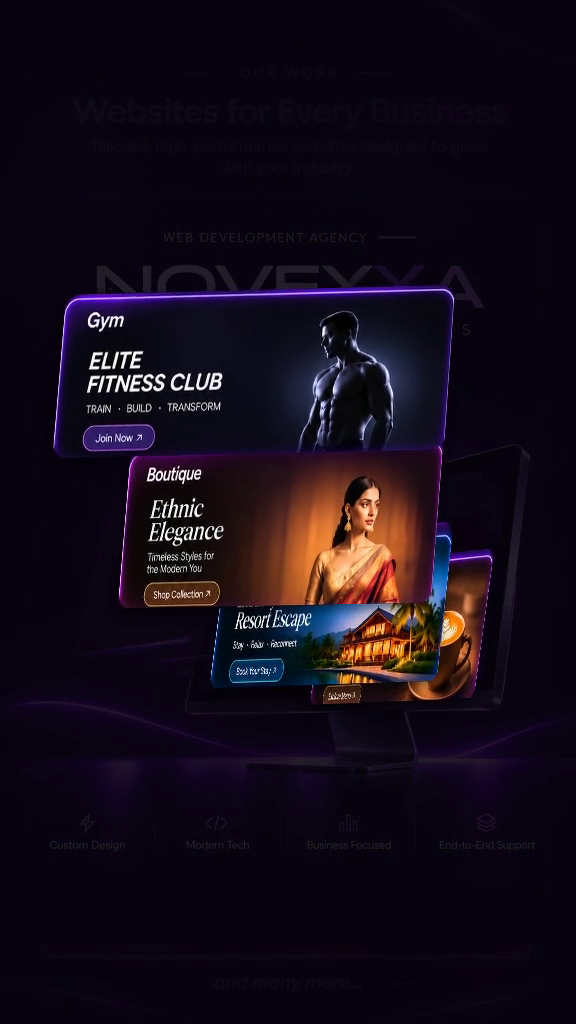 OUR WORK
Websites for Every Business
Tailored, high-performance websites designed to grow
with your industry
WEB DEVELOPMENT AGENCY
NOVEXXA
S
Gym
ELITE
FITNESS CLUB
TRAIN · BUILD · TRANSFORM
Join Now ↗
Boutique
Ethnic
Elegance
Timeless Styles for
the Modern You
Shop Collection ↗
Resort Escape
Stay · Relax · Reconnect
Book Your Stay ↗
Custom Design
Modern Tech
Business Focused
End-to-End Support
and many more...